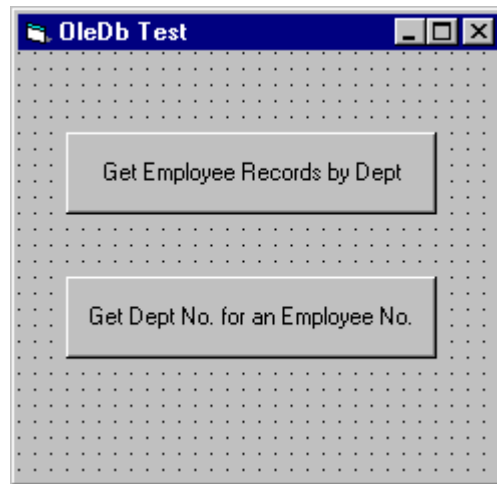 OleDb Test
Get Employee Records by Dept
Get Dept No. for an Employee No.